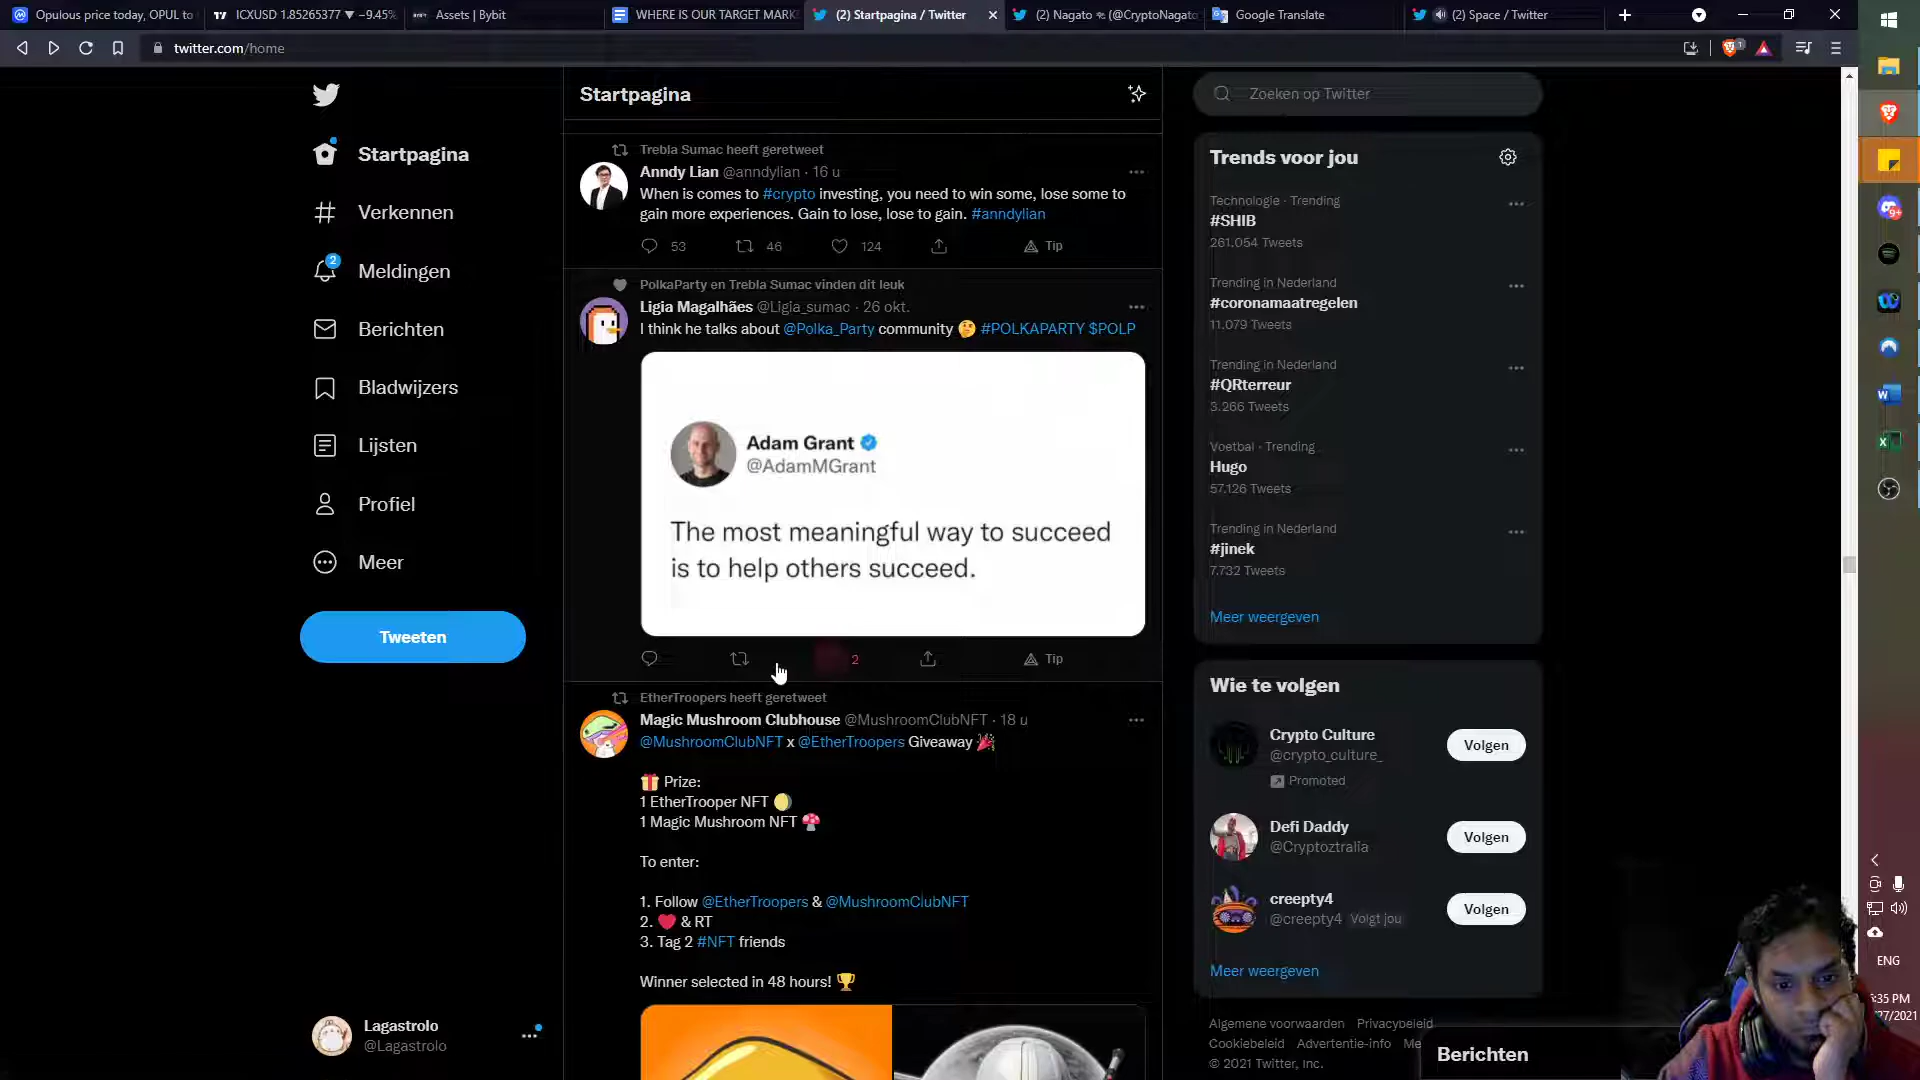 Opulous price today, OPUL to
ICXUSD 1.85265377 ▼ −9.45%
Assets | Bybit
WHERE IS OUR TARGET MARK
(2) Startpagina / Twitter
(2) Nagato
(@CryptoNagato
Google Translate
(2) Space / Twitter
twitter.com/home
Startpagina
Verkennen
2
Meldingen
Berichten
Bladwijzers
Lijsten
Profiel
Meer
Tweeten
Lagastrolo
@Lagastrolo
Startpagina
Trebla Sumac heeft geretweet
Anndy Lian @anndylian · 16 u
When is comes to #crypto investing, you need to win some, lose some to
gain more experiences. Gain to lose, lose to gain. #anndylian
53 46 124 Tip
PolkaParty en Trebla Sumac vinden dit leuk
Ligia Magalhães @Ligia_sumac · 26 okt.
I think he talks about @Polka_Party community 🤔 #POLKAPARTY $POLP
Adam Grant
@AdamMGrant
The most meaningful way to succeed
is to help others succeed.
2 Tip
EtherTroopers heeft geretweet
Magic Mushroom Clubhouse @MushroomClubNFT · 18 u
@MushroomClubNFT x @EtherTroopers Giveaway 🎉
🎁 Prize:
1 EtherTrooper NFT 🌖
1 Magic Mushroom NFT 🍄
To enter:
1. Follow @EtherTroopers & @MushroomClubNFT
2. ❤️ & RT
3. Tag 2 #NFT friends
Winner selected in 48 hours! 🏆
Zoeken op Twitter
Trends voor jou
Technologie · Trending
#SHIB
261.054 Tweets
Trending in Nederland
#coronamaatregelen
11.079 Tweets
Trending in Nederland
#QRterreur
3.266 Tweets
Voetbal · Trending
Hugo
57.126 Tweets
Trending in Nederland
#jinek
7.732 Tweets
Meer weergeven
Wie te volgen
Crypto Culture
@crypto_culture_
Promoted
Volgen
Defi Daddy
@Cryptoztralia
Volgen
creepty4
@creepty4 Volgt jou
Volgen
Meer weergeven
Algemene voorwaarden Privacybeleid
Cookiebeleid Advertentie-info Me
© 2021 Twitter, Inc.
Berichten
9+
ENG
:35 PM
/27/2021